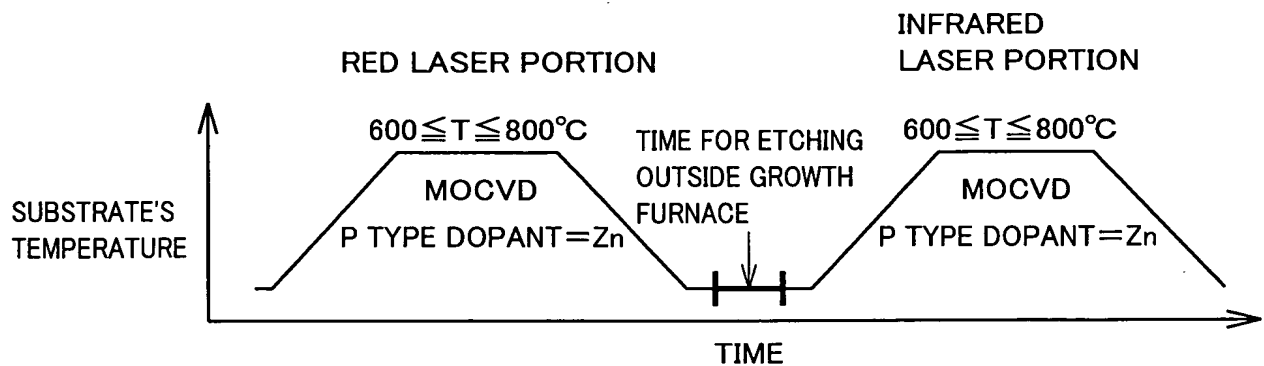 RED LASER PORTION
INFRARED
LASER PORTION
600≦T≦800℃
TIME FOR ETCHING
OUTSIDE GROWTH
FURNACE
600≦T≦800℃
SUBSTRATE'S
TEMPERATURE
MOCVD
P TYPE DOPANT=Zn
MOCVD
P TYPE DOPANT=Zn
TIME